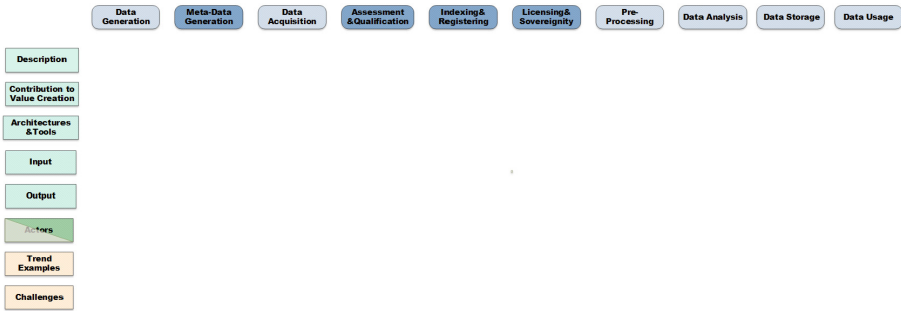 Data
Generation
Meta-Data
Generation
Data
Acquisition
Assessment
&Qualification
Indexing&
Registering
Licensing&
Sovereignity
Pre-
Processing
Data Analysis
Data Storage
Data Usage
Description
Contribution to
Value Creation
Architectures
&Tools
Input
Output
Actors
Trend
Examples
Challenges